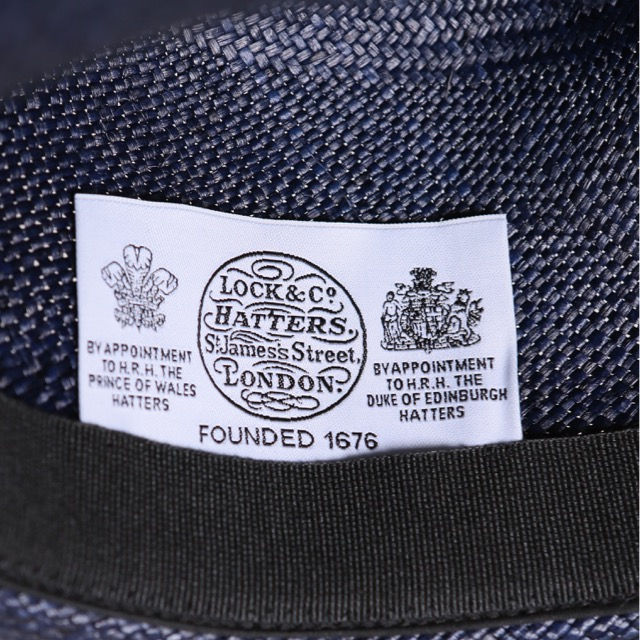 LOCK & Co.
HATTERS,
St. James's Street,
LONDON.
BY APPOINTMENT
TO H.R.H. THE
PRINCE OF WALES
HATTERS
BY APPOINTMENT
TO H.R.H. THE
DUKE OF EDINBURGH
HATTERS
FOUNDED 1676